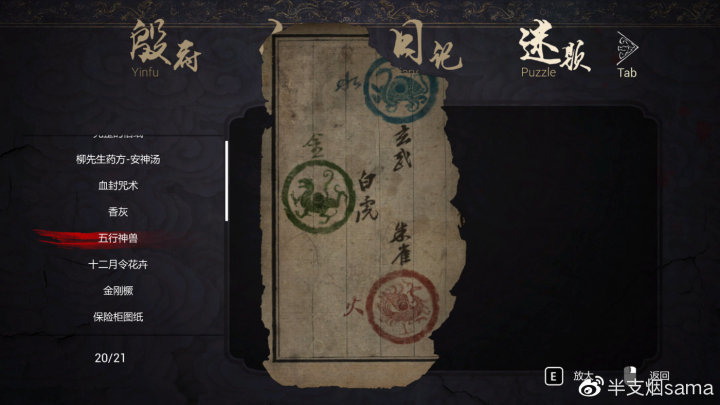 殷府
Yinfu
日记
迷歌
Puzzle
Tab
柳先生药方-安神汤
血封咒术
香灰
五行神兽
十二月令花卉
金刚橛
保险柜图纸
20/21
水
玄武
金
白虎
朱雀
火
E
放大
返回
半支烟sama